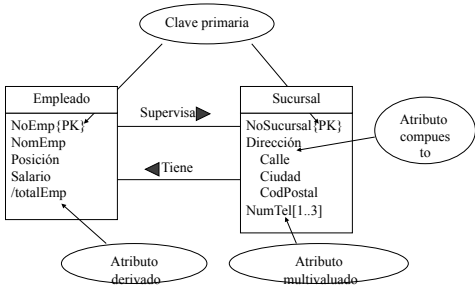 Clave primaria
Empleado
NoEmp{PK}
NomEmp
Posición
Salario
/totalEmp
Supervisa
Tiene
Sucursal
NoSucursal{PK}
Dirección
Calle
Ciudad
CodPostal
NumTel[1..3]
Atributo
compues
to
Atributo
derivado
Atributo
multivaluado